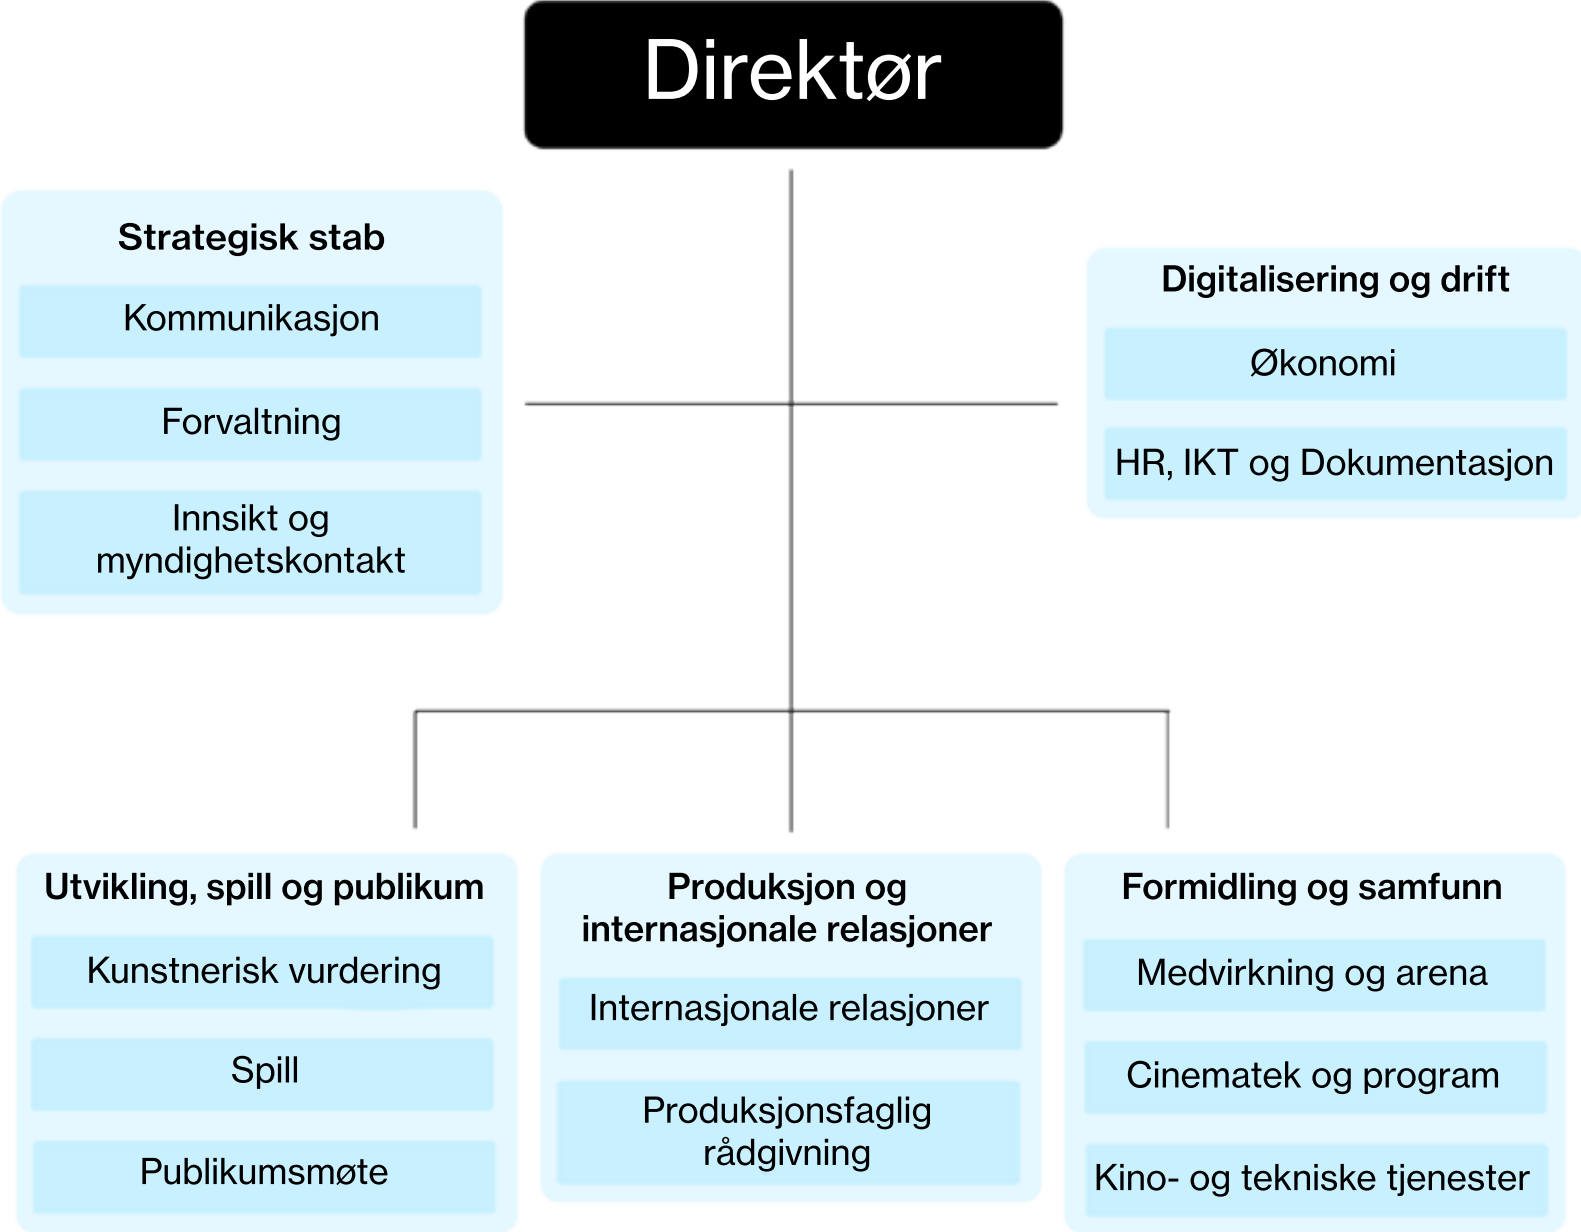 Direktør
Strategisk stab
Kommunikasjon
Forvaltning
Innsikt og
myndighetskontakt
Digitalisering og drift
Økonomi
HR, IKT og Dokumentasjon
Utvikling, spill og publikum
Kunstnerisk vurdering
Spill
Publikumsmøte
Produksjon og
internasjonale relasjoner
Internasjonale relasjoner
Produksjonsfaglig
rådgivning
Formidling og samfunn
Medvirkning og arena
Cinematek og program
Kino- og tekniske tjenester